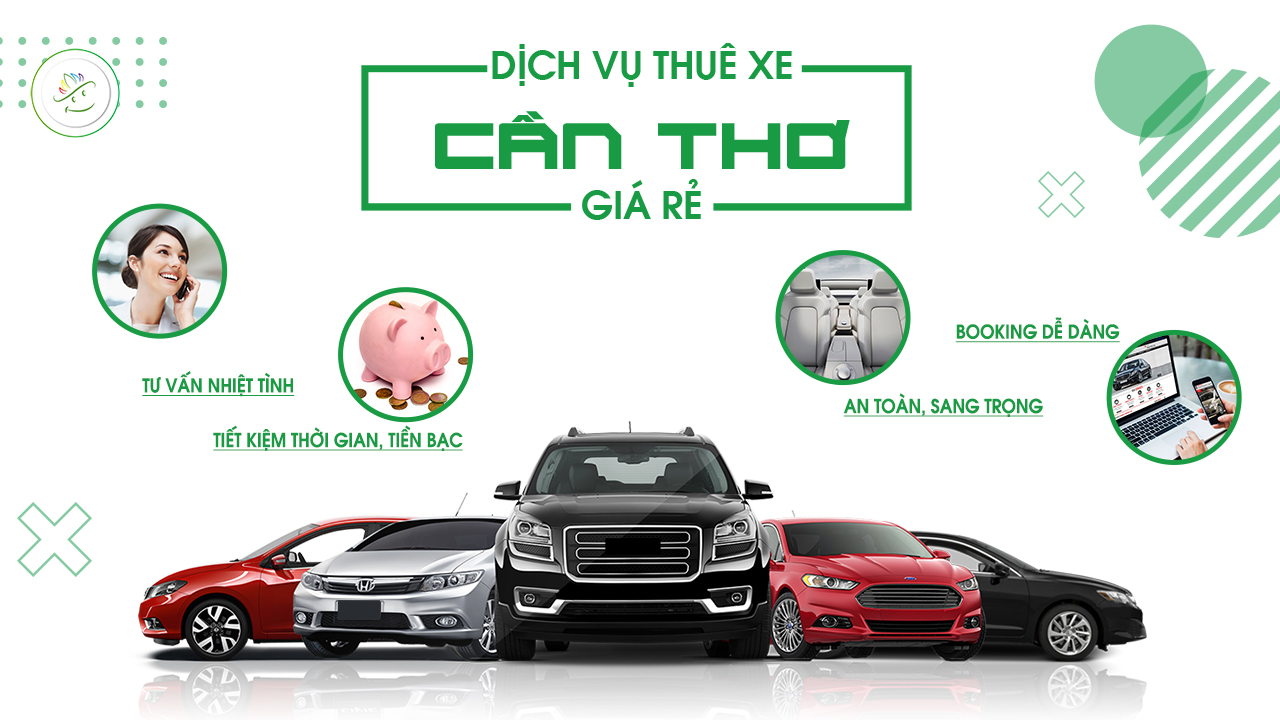 DỊCH VỤ THUÊ XE
CẦN THƠ
GIÁ RẺ
TƯ VẤN NHIỆT TÌNH
TIẾT KIỆM THỜI GIAN, TIỀN BẠC
AN TOÀN, SANG TRỌNG
BOOKING DỄ DÀNG